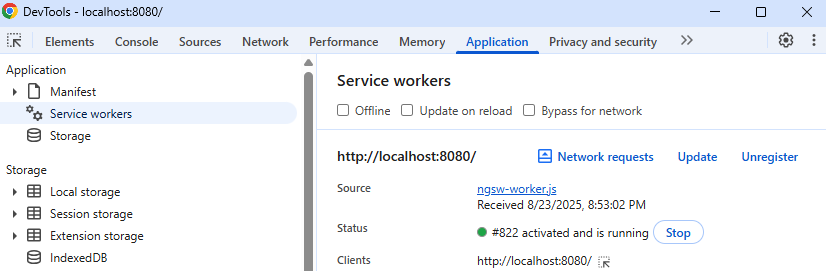 DevTools - localhost:8080/
Elements Console Sources Network Performance Memory Application Privacy and security
Application
Manifest
Service workers
Storage
Storage
Local storage
Session storage
Extension storage
IndexedDB
Service workers
Offline Update on reload Bypass for network
http://localhost:8080/ Network requests Update Unregister
Source ngsw-worker.js
Received 8/23/2025, 8:53:02 PM
Status #822 activated and is running Stop
Clients http://localhost:8080/